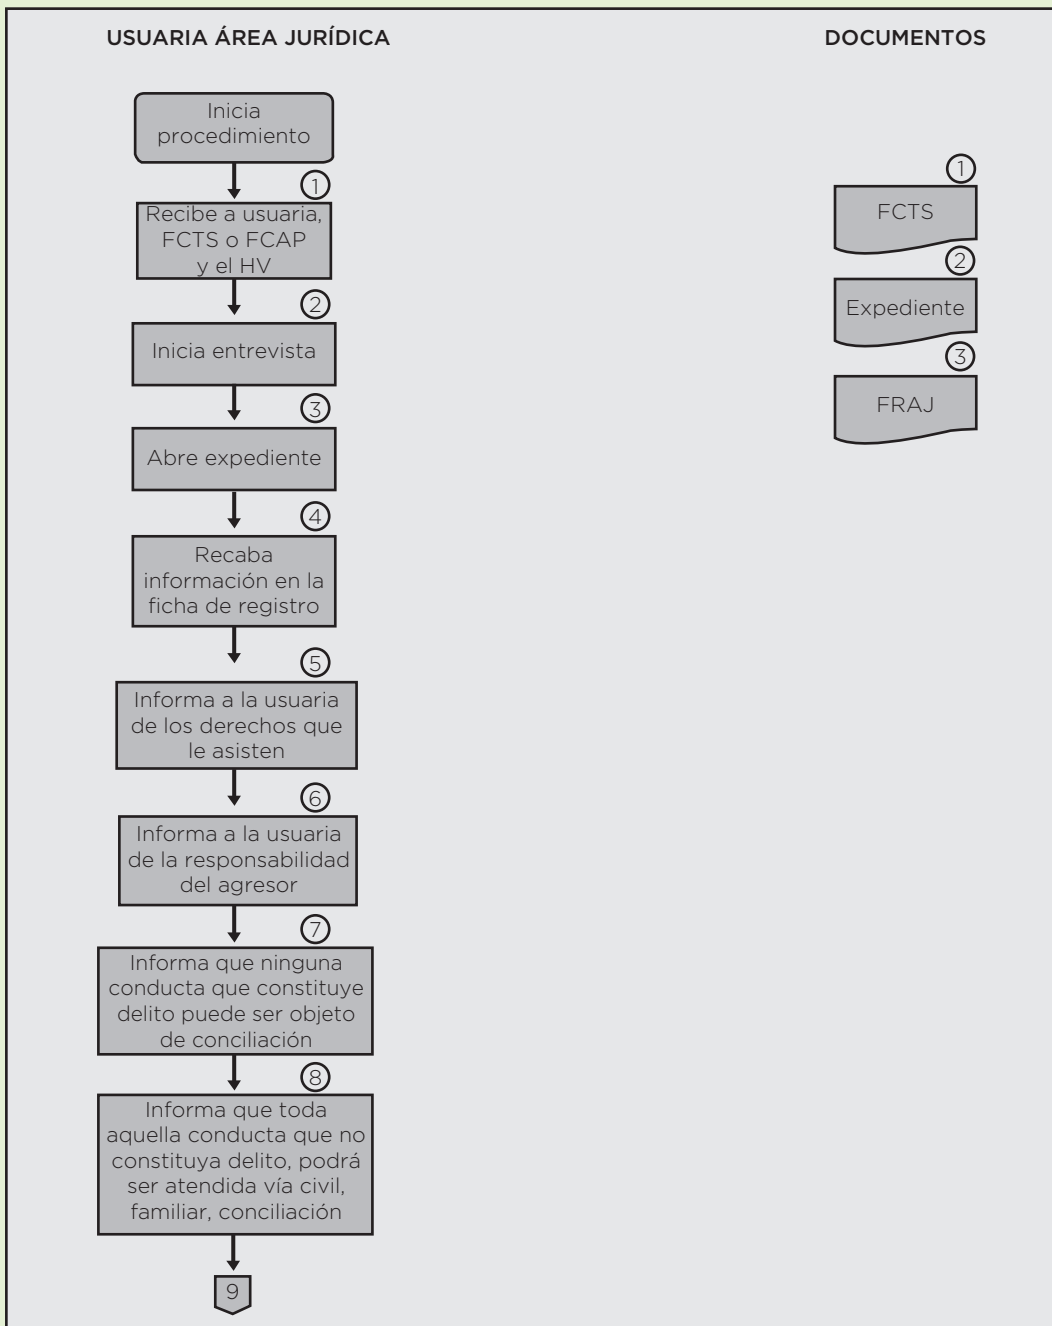 USUARIA ÁREA JURÍDICA
Inicia
procedimiento
1
Recibe a usuaria,
FCTS o FCAP
y el HV
2
Inicia entrevista
3
Abre expediente
4
Recaba
información en la
ficha de registro
5
Informa a la usuaria
de los derechos que
le asisten
6
Informa a la usuaria
de la responsabilidad
del agresor
7
Informa que ninguna
conducta que constituye
delito puede ser objeto
de conciliación
8
Informa que toda
aquella conducta que no
constituya delito, podrá
ser atendida vía civil,
familiar, conciliación
9
DOCUMENTOS
1
FCTS
2
Expediente
3
FRAJ